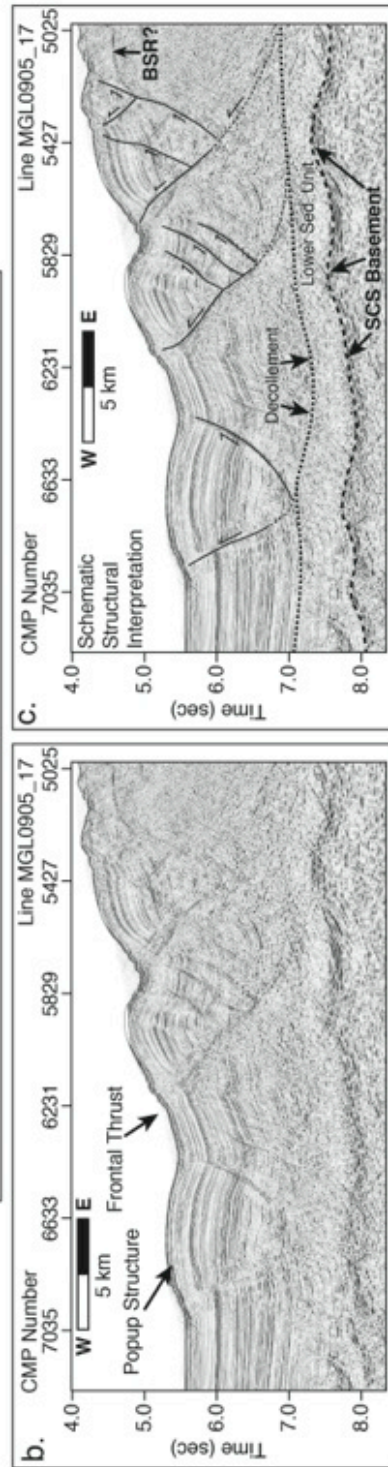 b.
CMP Number
Line MGL0905_17
7035 6633 6231 5829 5427 5025
W E
5 km
4.0
5.0
6.0
7.0
8.0
Time (sec)
Popup Structure
Frontal Thrust
c.
CMP Number
Line MGL0905_17
7035 6633 6231 5829 5427 5025
W E
5 km
4.0
5.0
6.0
7.0
8.0
Time (sec)
Schematic
Structural
Interpretation
BSR?
Decollement
Lower Sed. Unit
SCS Basement